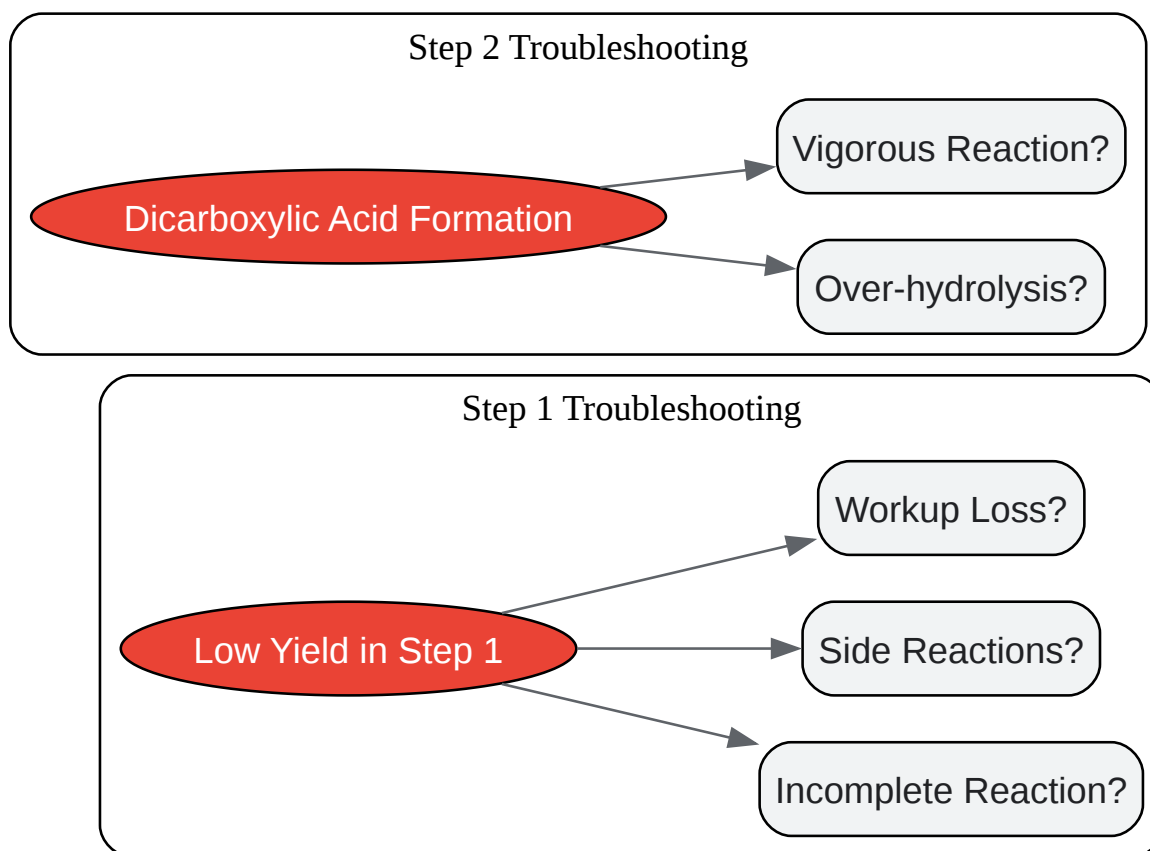 Step 2 Troubleshooting
Vigorous Reaction?
Dicarboxylic Acid Formation
Over-hydrolysis?
Step 1 Troubleshooting
Workup Loss?
Low Yield in Step 1
Side Reactions?
Incomplete Reaction?